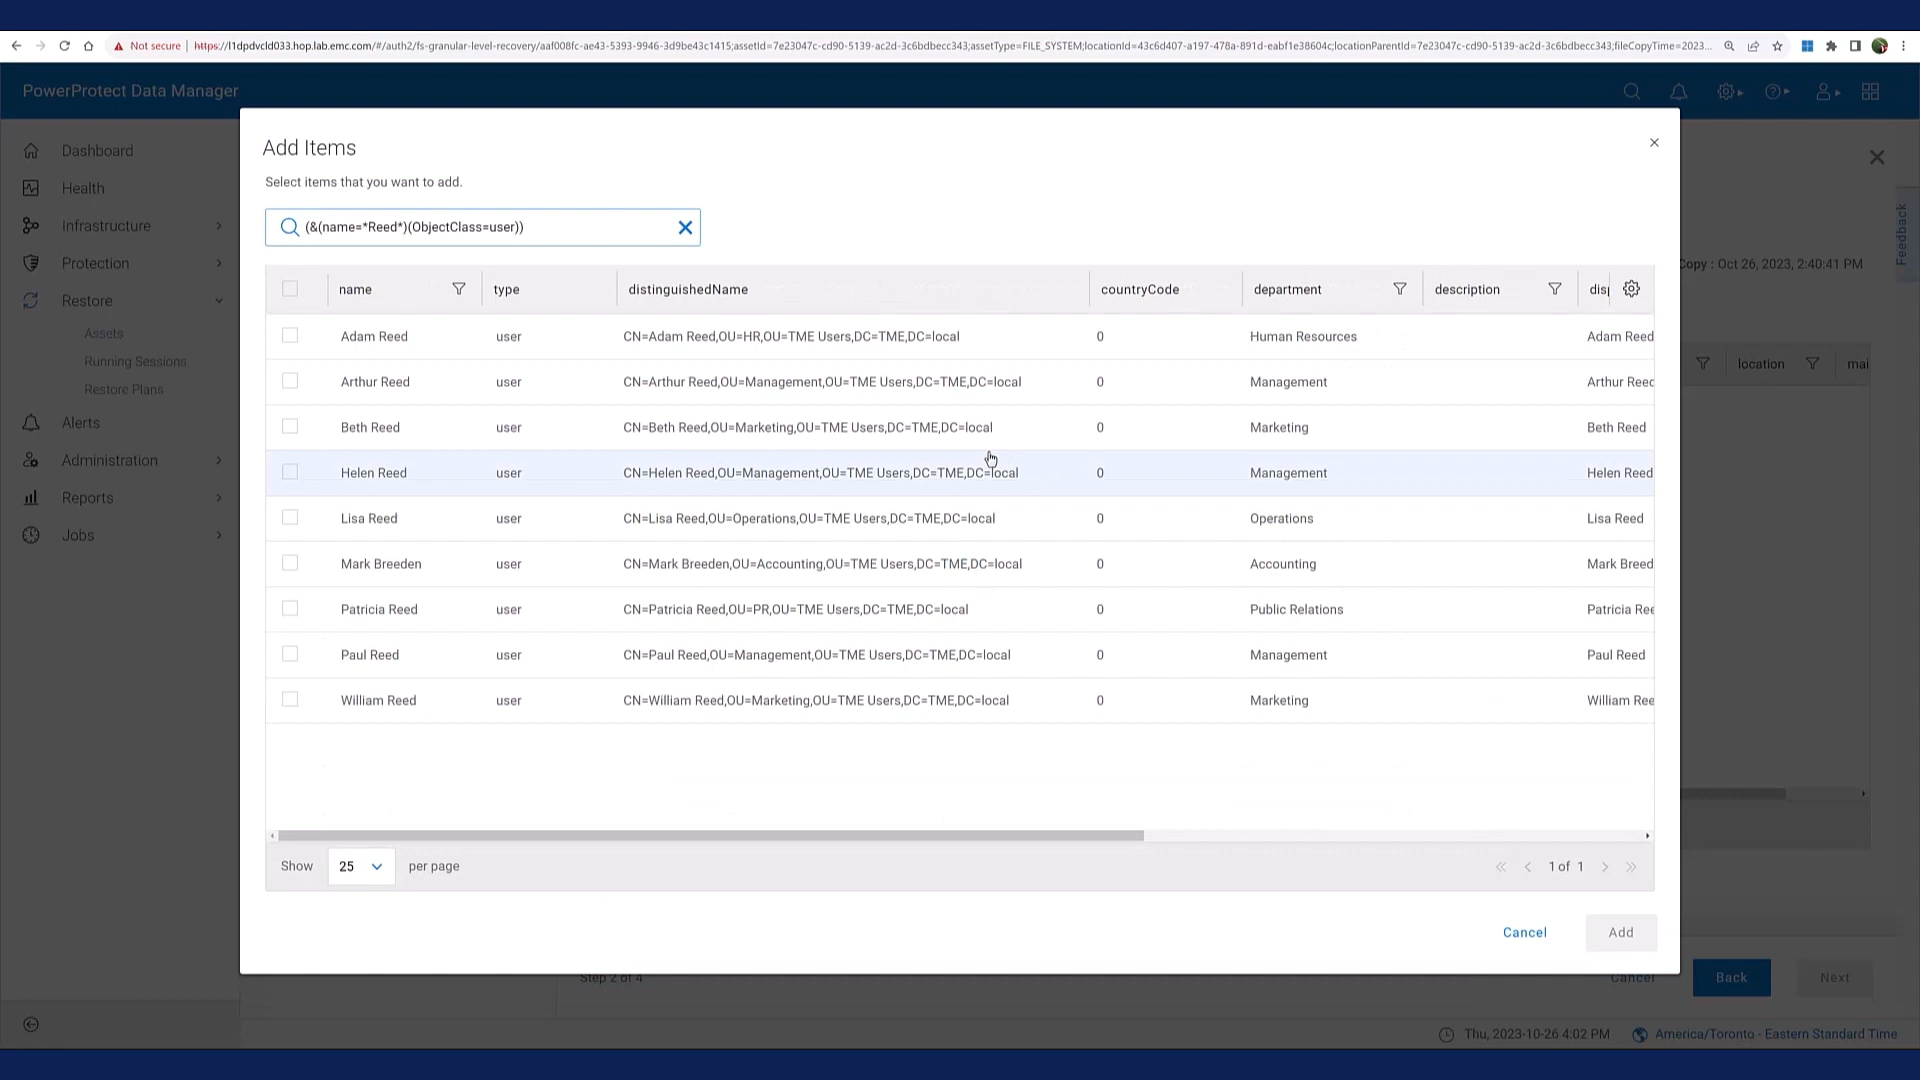 Not secure
https://l1dpdvcld033.hop.lab.emc.com/#/auth2/fs-granular-level-recovery/aaf008fc-ae43-5393-9946-3d9be43c1415;assetId=7e23047c-cd90-5139-ac2d-3c6bdbecc343;assetType=FILE_SYSTEM;locationId=43c6d407-a197-478a-891d-eabf1e38604c;locationParentId=7e23047c-cd90-5139-ac2d-3c6bdbecc343;fileCopyTime=2023...
PowerProtect Data Manager
Dashboard
Health
Infrastructure
Protection
Restore
Assets
Running Sessions
Restore Plans
Alerts
Administration
Reports
Jobs
Add Items
Select items that you want to add.
(&(name=*Reed*)(ObjectClass=user))
name type distinguishedName countryCode department description disp
Adam Reed user CN=Adam Reed,OU=HR,OU=TME Users,DC=TME,DC=local 0 Human Resources Adam Reed
Arthur Reed user CN=Arthur Reed,OU=Management,OU=TME Users,DC=TME,DC=local 0 Management Arthur Reed
Beth Reed user CN=Beth Reed,OU=Marketing,OU=TME Users,DC=TME,DC=local 0 Marketing Beth Reed
Helen Reed user CN=Helen Reed,OU=Management,OU=TME Users,DC=TME,DC=local 0 Management Helen Reed
Lisa Reed user CN=Lisa Reed,OU=Operations,OU=TME Users,DC=TME,DC=local 0 Operations Lisa Reed
Mark Breeden user CN=Mark Breeden,OU=Accounting,OU=TME Users,DC=TME,DC=local 0 Accounting Mark Breed
Patricia Reed user CN=Patricia Reed,OU=PR,OU=TME Users,DC=TME,DC=local 0 Public Relations Patricia Ree
Paul Reed user CN=Paul Reed,OU=Management,OU=TME Users,DC=TME,DC=local 0 Management Paul Reed
William Reed user CN=William Reed,OU=Marketing,OU=TME Users,DC=TME,DC=local 0 Marketing William Ree
Show 25 per page
1 of 1
Cancel Add
Feedback
Copy : Oct 26, 2023, 2:40:41 PM
location mai
Step 2 of 4
Cancel Back Next
Thu, 2023-10-26 4:02 PM America/Toronto - Eastern Standard Time